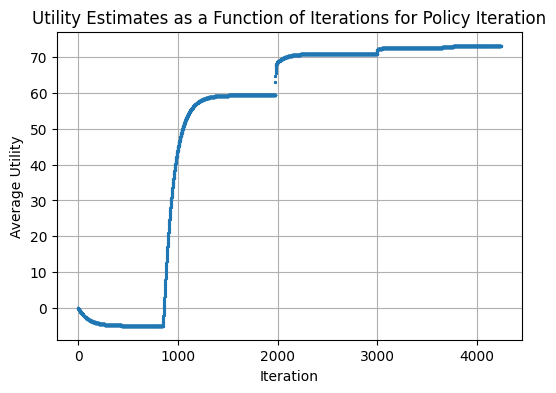 Utility Estimates as a Function of Iterations for Policy Iteration
Average Utility
70
60
50
40
30
20
10
0
0 1000 2000 3000 4000
Iteration